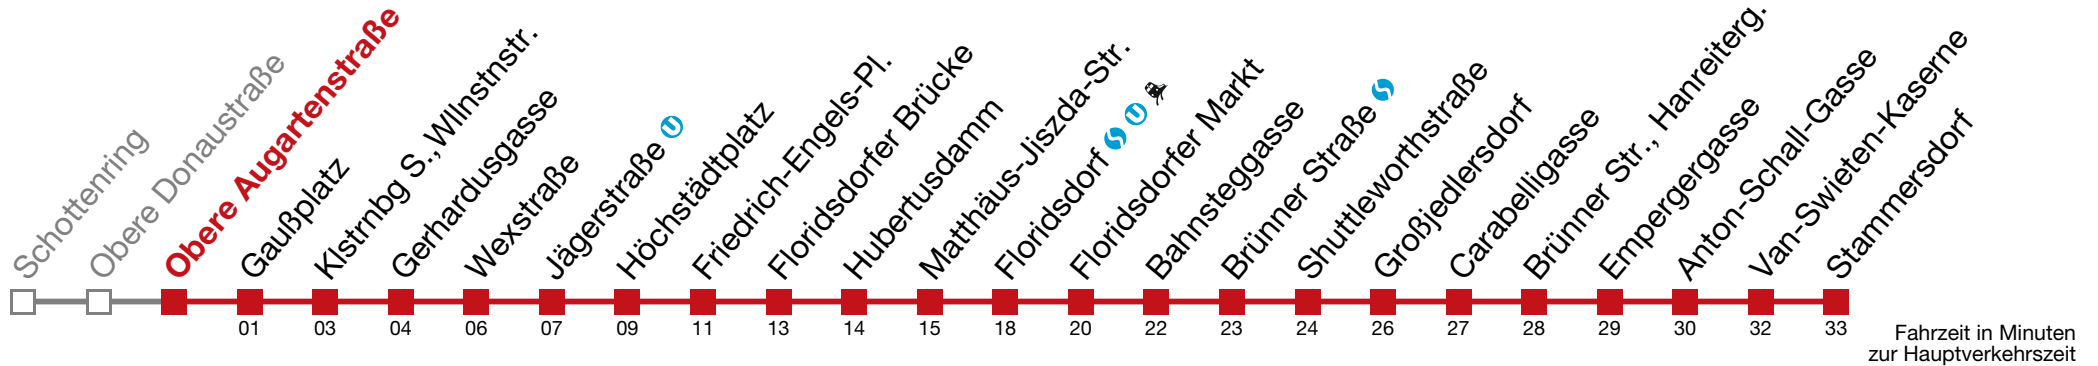 Schottenring
Obere Donaustraße
Obere Augartenstraße
Gaußplatz
Klstrnbg S., Wllnstnstr.
Gerhardusgasse
Wexstraße
Jägerstraße U
Höchstädtplatz
Friedrich-Engels-Pl.
Floridsdorfer Brücke
Hubertusdamm
Matthäus-Jiszda-Str.
Floridsdorf S U
Floridsdorfer Markt
Bahnsteggasse
Brünner Straße S
Shuttleworthstraße
Großjedlersdorf
Carabelligasse
Brünner Str., Hanreiterg.
Empergergasse
Anton-Schall-Gasse
Van-Swieten-Kaserne
Stammersdorf
01 03 04 06 07 09 11 13 14 15 18 20 22 23 24 26 27 28 29 30 32 33
Fahrzeit in Minuten
zur Hauptverkehrszeit